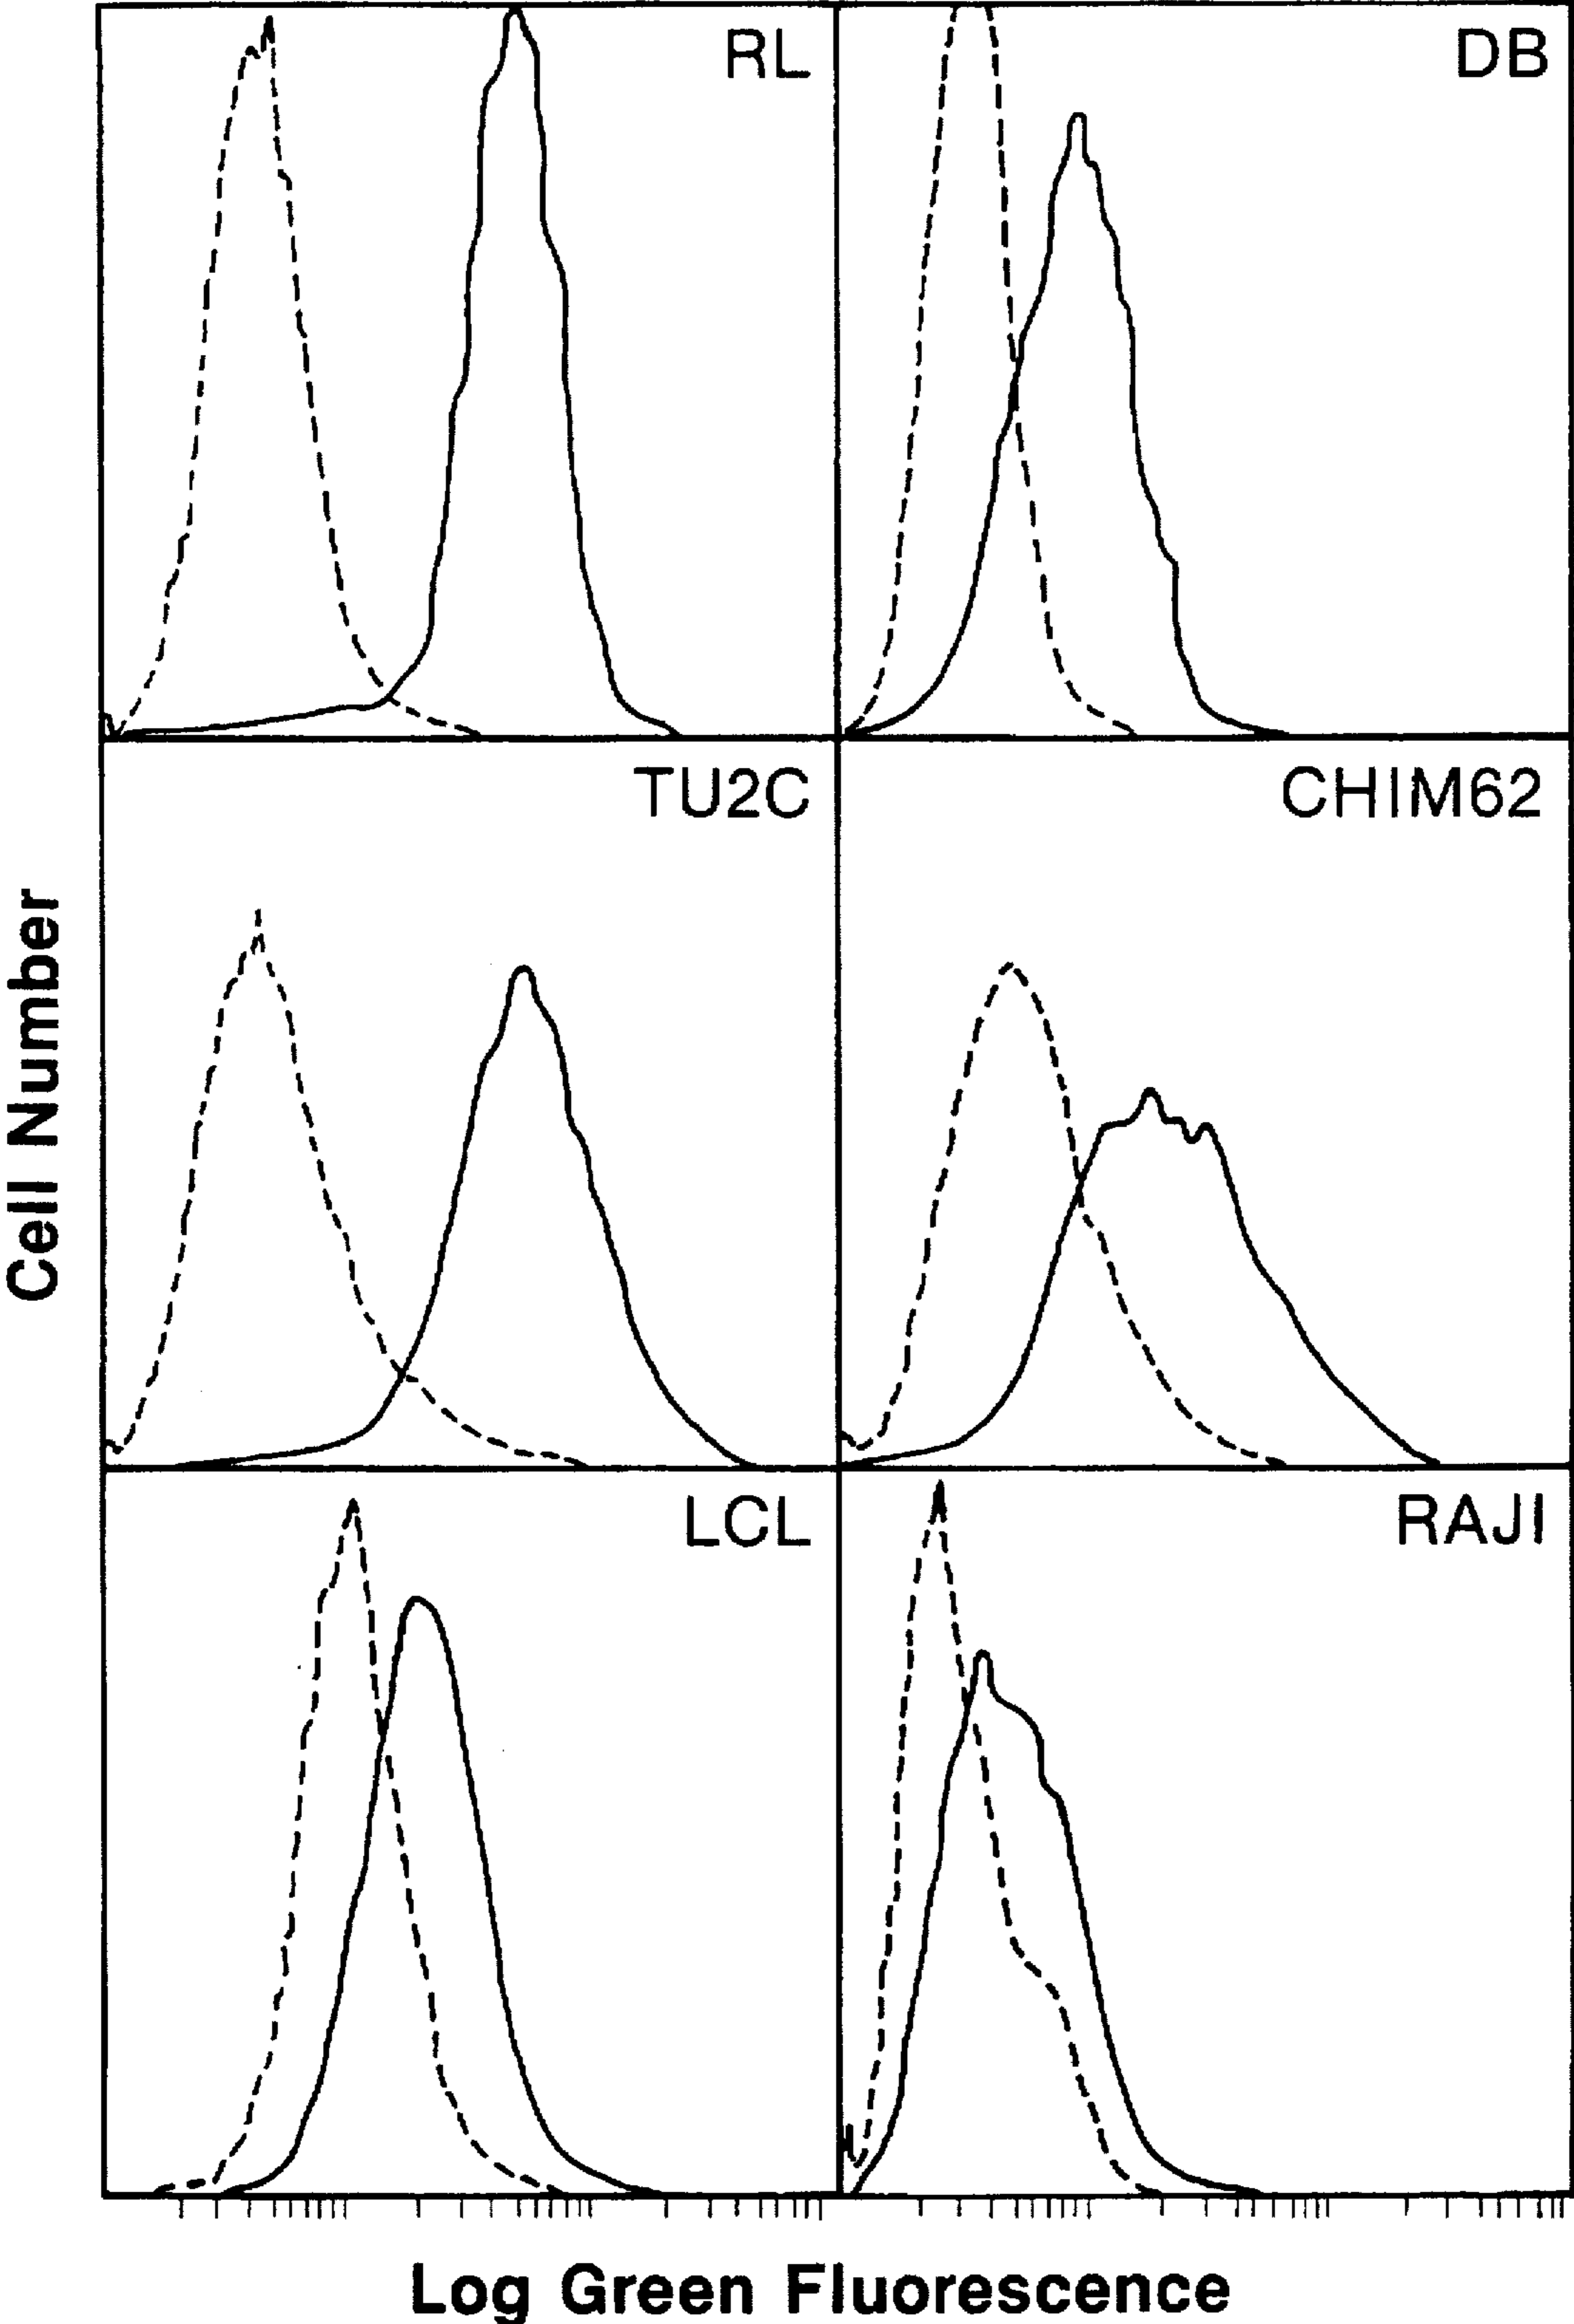 RL
DB
TU2C
CHIM62
LCL
RAJI
Cell Number
Log Green Fluorescence